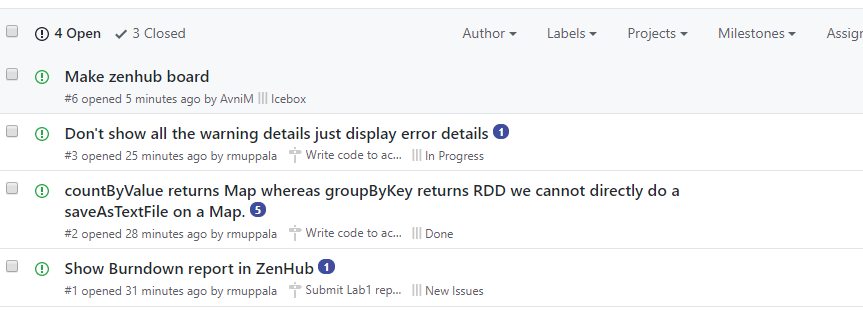 4 Open 3 Closed Author Labels Projects Milestones Assig
Make zenhub board
#6 opened 5 minutes ago by AvniM Icebox
Don't show all the warning details just display error details 1
#3 opened 25 minutes ago by rmuppala Write code to ac... In Progress
countByValue returns Map whereas groupByKey returns RDD we cannot directly do a
saveAsTextFile on a Map. 5
#2 opened 28 minutes ago by rmuppala Write code to ac... Done
Show Burndown report in ZenHub 1
#1 opened 31 minutes ago by rmuppala Submit Lab1 rep... New Issues